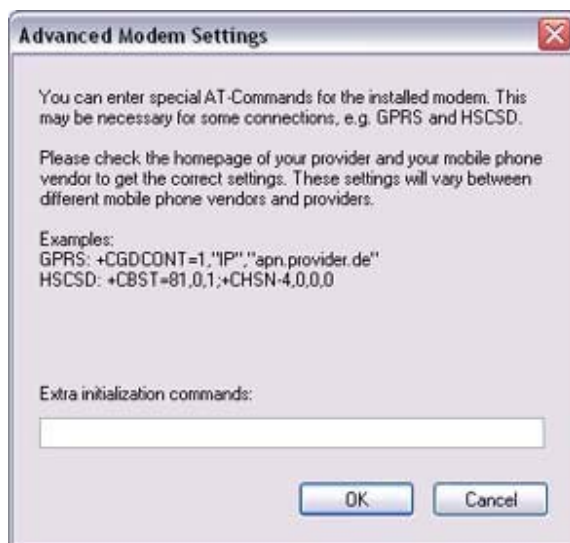 Advanced Modem Settings
You can enter special AT-Commands for the installed modem. This
may be necessary for some connections, e.g. GPRS and HSCSD.
Please check the homepage of your provider and your mobile phone
vendor to get the correct settings. These settings will vary between
different mobile phone vendors and providers.
Examples:
GPRS: +CGDCONT=1,"IP","apn.provider.de"
HSCSD: +CBST=81,0,1;+CHSN-4,0,0,0
Extra initialization commands:
OK Cancel